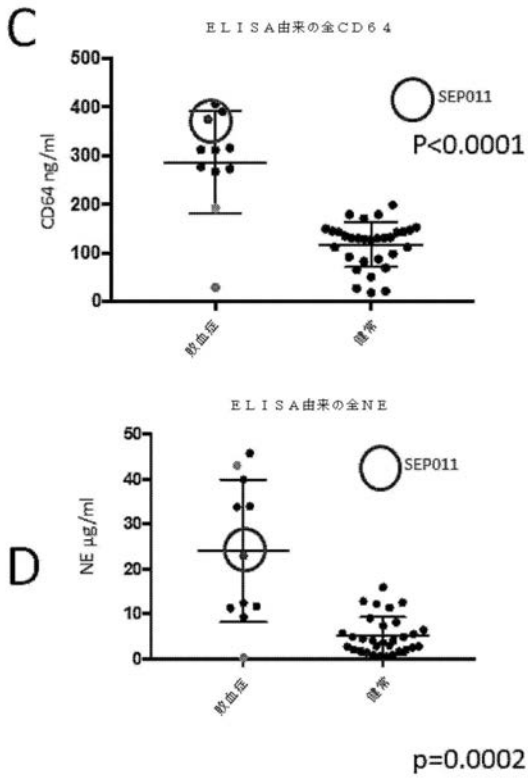 C
ＥＬＩＳＡ由来の全ＣＤ６４
500
400
300
200
100
0
CD64 ng/ml
SEP011
P<0.0001
敗血症
健常
D
ＥＬＩＳＡ由来の全ＮＥ
50
40
30
20
10
0
NE µg/ml
SEP011
敗血症
健常
p=0.0002